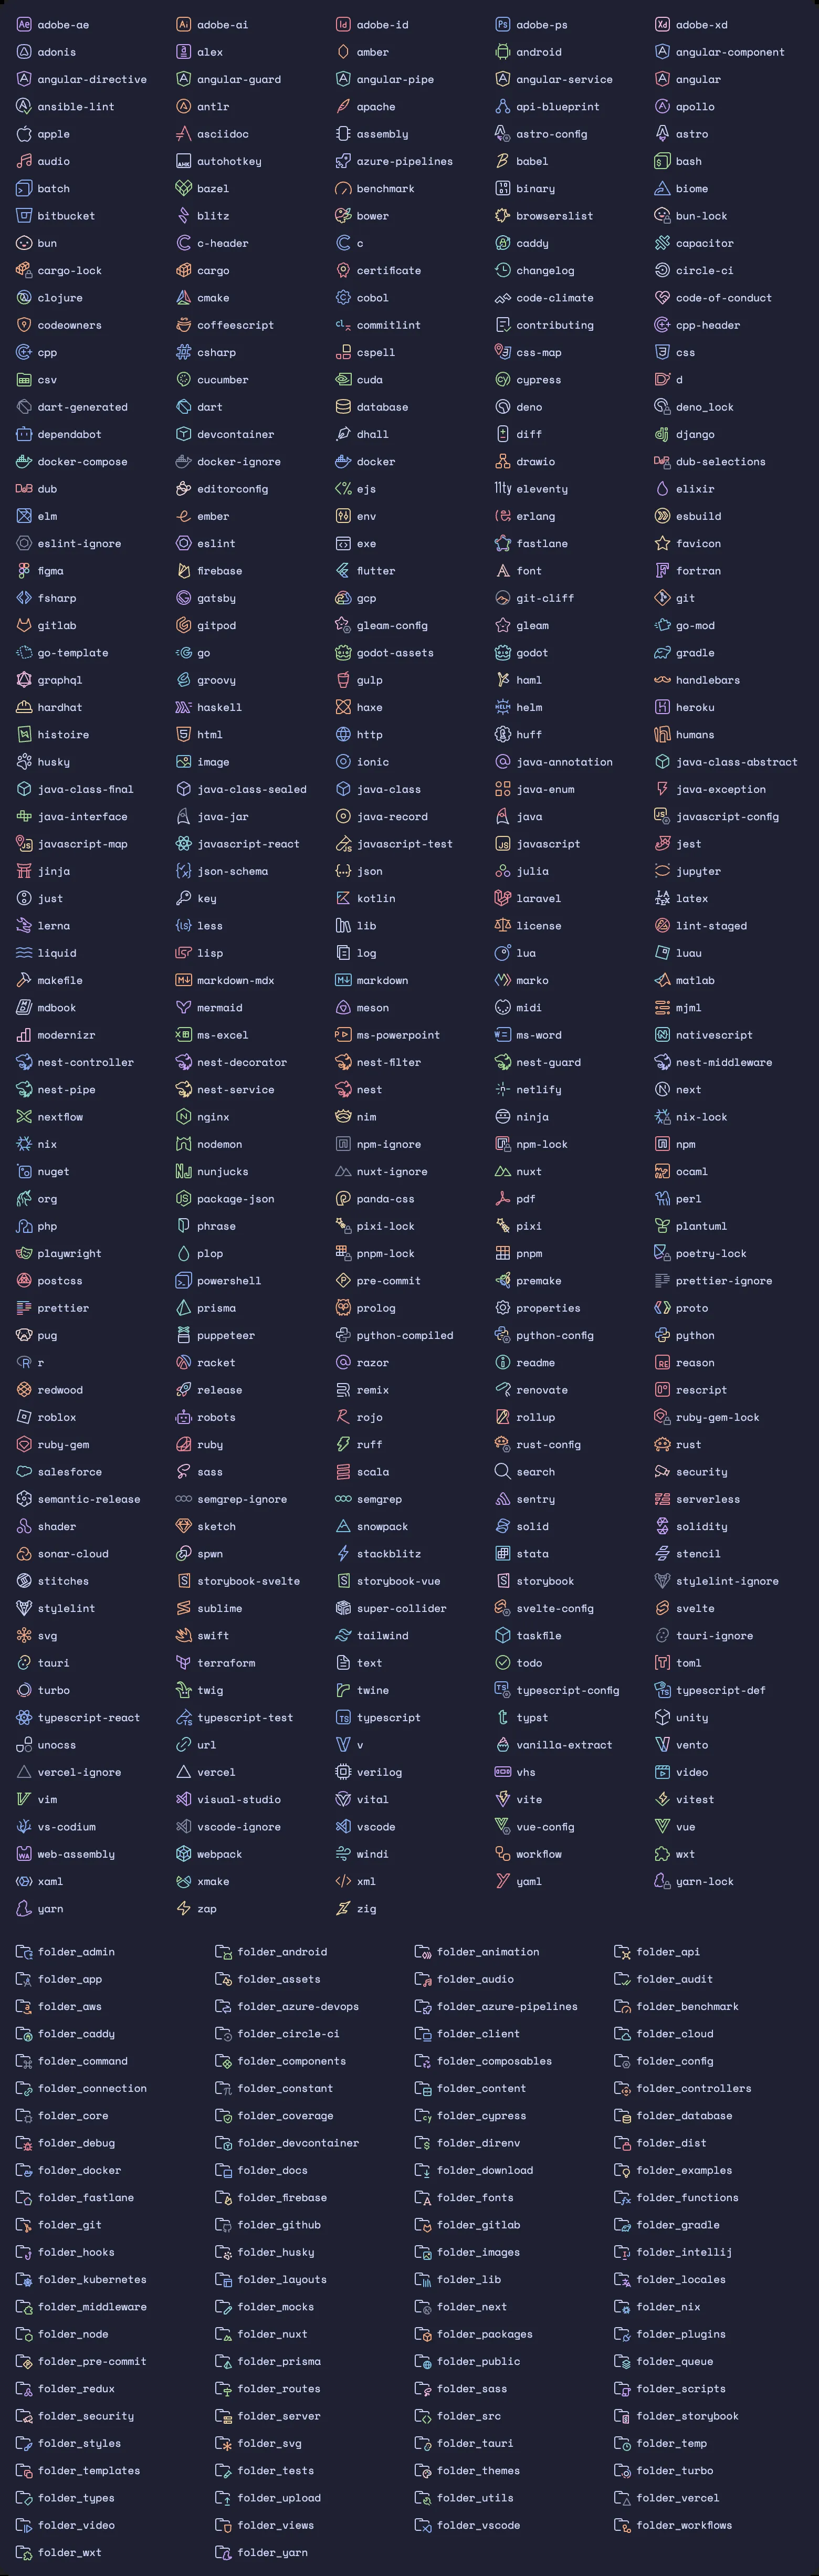 adobe-ae adobe-ai adobe-id adobe-ps adobe-xd
adonis alex amber android angular-component
angular-directive angular-guard angular-pipe angular-service angular
ansible-lint antlr apache api-blueprint apollo
apple asciidoc assembly astro-config astro
audio autohotkey azure-pipelines babel bash
batch bazel benchmark binary biome
bitbucket blitz bower browserslist bun-lock
bun c-header c caddy capacitor
cargo-lock cargo certificate changelog circle-ci
clojure cmake cobol code-climate code-of-conduct
codeowners coffeescript commitlint contributing cpp-header
cpp csharp cspell css-map css
csv cucumber cuda cypress d
dart-generated dart database deno deno_lock
dependabot devcontainer dhall diff django
docker-compose docker-ignore docker drawio dub-selections
dub editorconfig ejs eleventy elixir
elm ember env erlang esbuild
eslint-ignore eslint exe fastlane favicon
figma firebase flutter font fortran
fsharp gatsby gcp git-cliff git
gitlab gitpod gleam-config gleam go-mod
go-template go godot-assets godot gradle
graphql groovy gulp haml handlebars
hardhat haskell haxe helm heroku
histoire html http huff humans
husky image ionic java-annotation java-class-abstract
java-class-final java-class-sealed java-class java-enum java-exception
java-interface java-jar java-record java javascript-config
javascript-map javascript-react javascript-test javascript jest
jinja json-schema json julia jupyter
just key kotlin laravel latex
lerna less lib license lint-staged
liquid lisp log lua luau
makefile markdown-mdx markdown marko matlab
mdbook mermaid meson midi mjml
modernizr ms-excel ms-powerpoint ms-word nativescript
nest-controller nest-decorator nest-filter nest-guard nest-middleware
nest-pipe nest-service nest netlify next
nextflow nginx nim ninja nix-lock
nix nodemon npm-ignore npm-lock npm
nuget nunjucks nuxt-ignore nuxt ocaml
org package-json panda-css pdf perl
php phrase pixi-lock pixi plantuml
playwright plop pnpm-lock pnpm poetry-lock
postcss powershell pre-commit premake prettier-ignore
prettier prisma prolog properties proto
pug puppeteer python-compiled python-config python
r racket razor readme reason
redwood release remix renovate rescript
roblox robots rojo rollup ruby-gem-lock
ruby-gem ruby ruff rust-config rust
salesforce sass scala search security
semantic-release semgrep-ignore semgrep sentry serverless
shader sketch snowpack solid solidity
sonar-cloud spwn stackblitz stata stencil
stitches storybook-svelte storybook-vue storybook stylelint-ignore
stylelint sublime super-collider svelte-config svelte
svg swift tailwind taskfile tauri-ignore
tauri terraform text todo toml
turbo twig twine typescript-config typescript-def
typescript-react typescript-test typescript typst unity
unocss url v vanilla-extract vento
vercel-ignore vercel verilog vhs video
vim visual-studio vital vite vitest
vs-codium vscode-ignore vscode vue-config vue
web-assembly webpack windi workflow wxt
xaml xmake xml yaml yarn-lock
yarn zap zig
folder_admin folder_android folder_animation folder_api
folder_app folder_assets folder_audio folder_audit
folder_aws folder_azure-devops folder_azure-pipelines folder_benchmark
folder_caddy folder_circle-ci folder_client folder_cloud
folder_command folder_components folder_composables folder_config
folder_connection folder_constant folder_content folder_controllers
folder_core folder_coverage folder_cypress folder_database
folder_debug folder_devcontainer folder_direnv folder_dist
folder_docker folder_docs folder_download folder_examples
folder_fastlane folder_firebase folder_fonts folder_functions
folder_git folder_github folder_gitlab folder_gradle
folder_hooks folder_husky folder_images folder_intellij
folder_kubernetes folder_layouts folder_lib folder_locales
folder_middleware folder_mocks folder_next folder_nix
folder_node folder_nuxt folder_packages folder_plugins
folder_pre-commit folder_prisma folder_public folder_queue
folder_redux folder_routes folder_sass folder_scripts
folder_security folder_server folder_src folder_storybook
folder_styles folder_svg folder_tauri folder_temp
folder_templates folder_tests folder_themes folder_turbo
folder_types folder_upload folder_utils folder_vercel
folder_video folder_views folder_vscode folder_workflows
folder_wxt folder_yarn